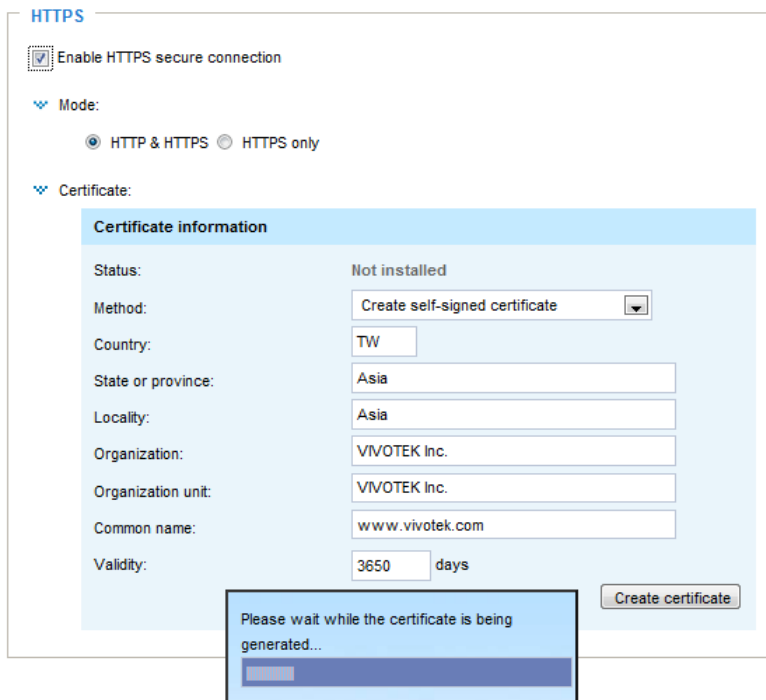 HTTPS
Enable HTTPS secure connection
Mode:
HTTP & HTTPS HTTPS only
Certificate:
Certificate information
Status: Not installed
Method: Create self-signed certificate
Country: TW
State or province: Asia
Locality: Asia
Organization: VIVOTEK Inc.
Organization unit: VIVOTEK Inc.
Common name: www.vivotek.com
Validity: 3650 days
Create certificate
Please wait while the certificate is being
generated...